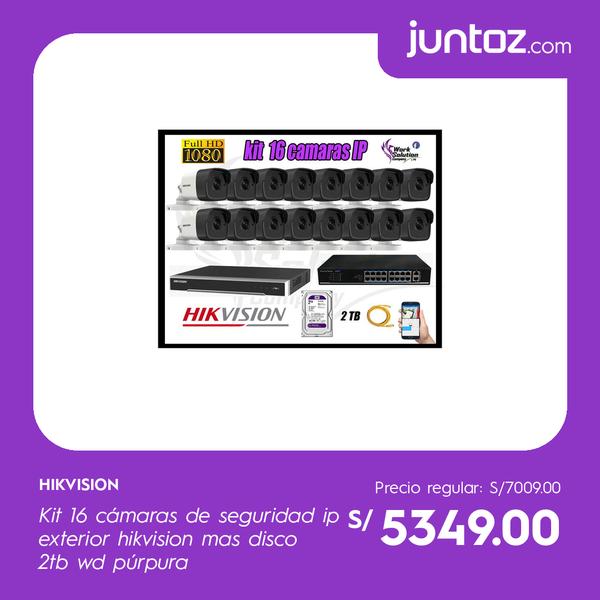 juntoz.com
Full HD
1080
kit 16 camaras IP
Work
Solution
Company
HIKVISION
2 TB
HIKVISION
Precio regular: S/7009.00
Kit 16 cámaras de seguridad ip
exterior hikvision mas disco
2tb wd púrpura
S/ 5349.00